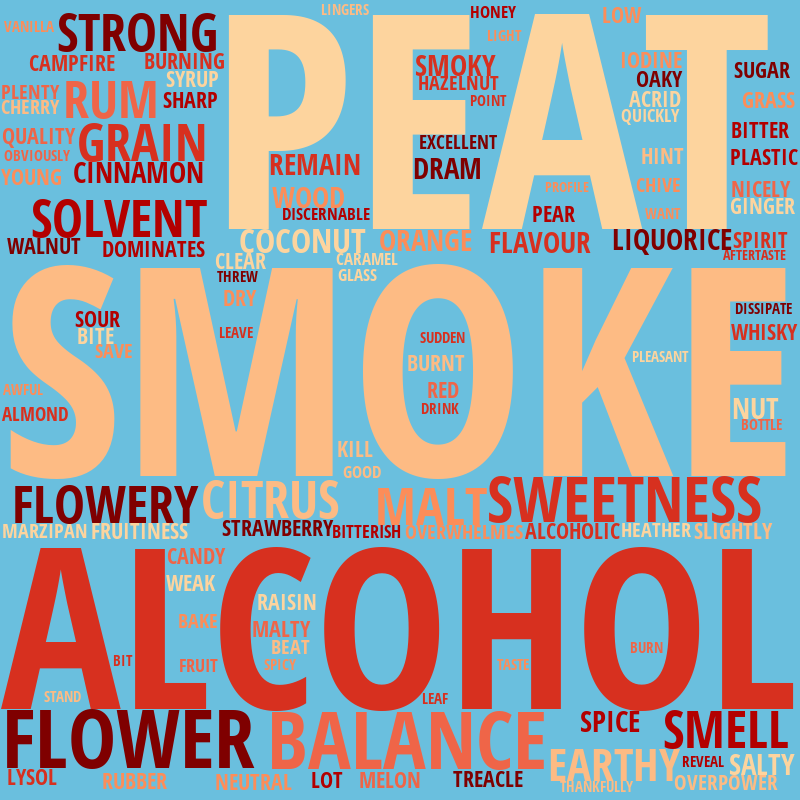 LINGERS
HONEY
LOW
VANILLA
STRONG
PEAT
LIGHT
CAMPFIRE
BURNING
SMOKY
IODINE
SYRUP
OAKY
SUGAR
PLENTY
RUM
SHARP
HAZELNUT
POINT
ACRID
GRASS
CHERRY
QUICKLY
QUALITY
GRAIN
EXCELLENT
BITTER
OBVIOUSLY
REMAIN
DRAM
HINT
PLASTIC
YOUNG
CINNAMON
WOOD
PROFILE
CHIVE
NICELY
SOLVENT
DISCERNABLE
PEAR
WANT
GINGER
WALNUT
DOMINATES
COCONUT
ORANGE
FLAVOUR
LIQUORICE
SPIRIT
AFTERTASTE
CLEAR
CARAMEL
THREW
GLASS
SMOKE
DRY
SOUR
DISSIPATE
BITE
LEAVE
SUDDEN
WHISKY
SAVE
BURNT
PLEASANT
AWFUL
RED
ALMOND
DRINK
NUT
BOTTLE
KILL
GOOD
FLOWERY
CITRUS
MALT
SWEETNESS
MARZIPAN
FRUITINESS
STRAWBERRY
BITTERISH
OVERWHELMES
ALCOHOLIC
HEATHER
SLIGHTLY
ALCOHOL
CANDY
WEAK
RAISIN
BAKE
MALTY
BEAT
BURN
BIT
FRUIT
SPICY
TASTE
STAND
LEAF
FLOWER
BALANCE
SPICE
SMELL
EARTHY
REVEAL
SALTY
LYSOL
RUBBER
NEUTRAL
LOT
MELON
TREACLE
THANKFULLY
OVERPOWER